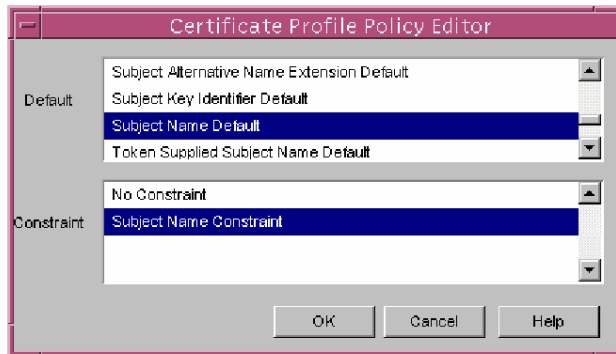 Certificate Profile Policy Editor
Subject Alternative Name Extension Default
Default
Subject Key Identifier Default
Subject Name Default
Token Supplied Subject Name Default
No Constraint
Constraint
Subject Name Constraint
OK
Cancel
Help